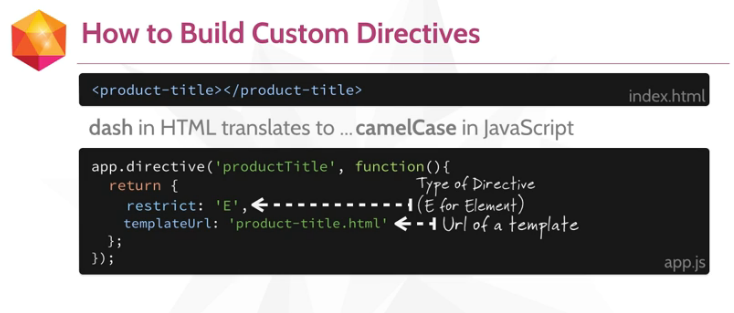 How to Build Custom Directives
<product-title></product-title>
index.html
dash in HTML translates to ... camelCase in JavaScript
app.directive('productTitle', function(){
return {
Type of Directive
restrict: 'E',
(E for Element)
templateUrl: 'product-title.html'
Url of a template
};
});
app.js